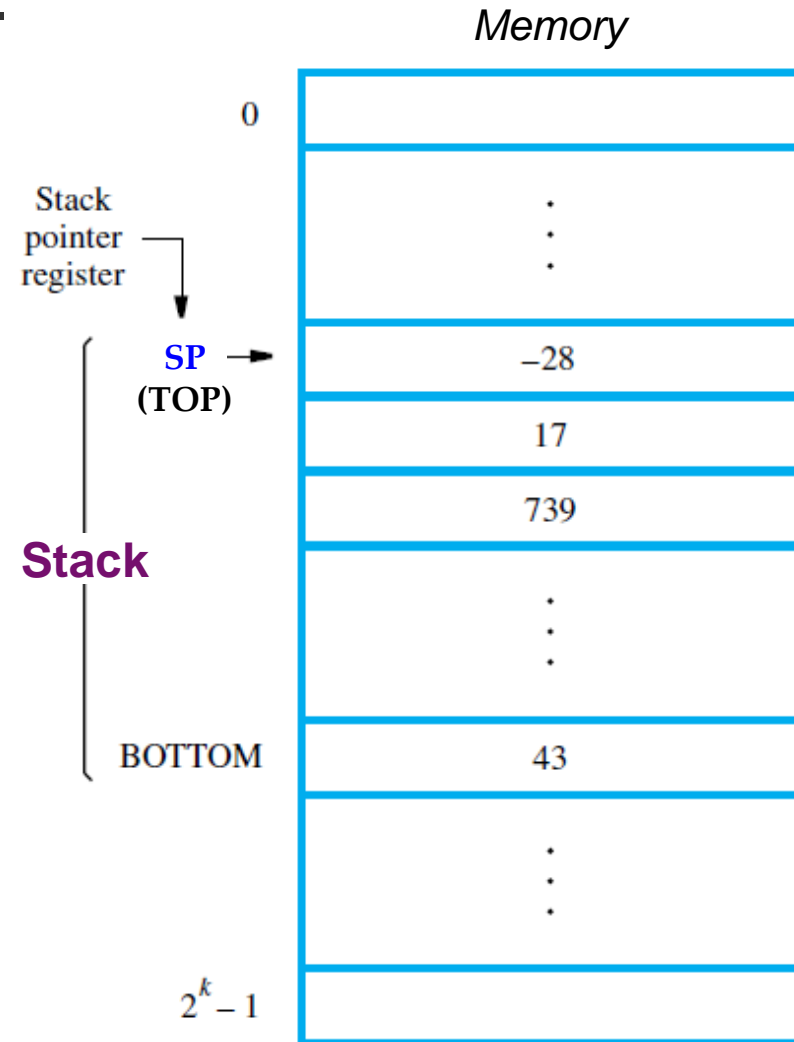 Memory
0
Stack
pointer
register
SP
(TOP)
−28
17
739
Stack
BOTTOM
43
2^k – 1